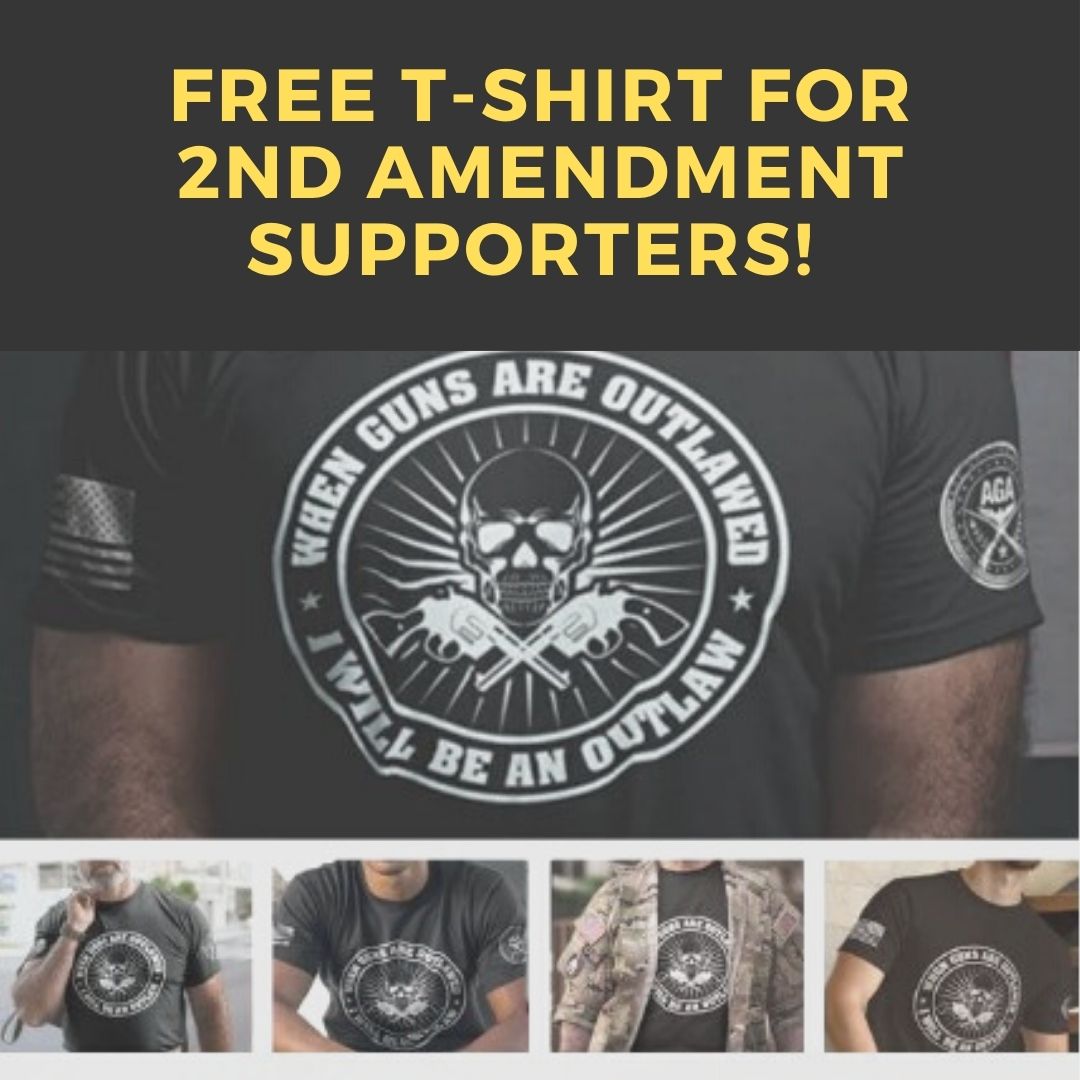 FREE T-SHIRT FOR
2ND AMENDMENT
SUPPORTERS!
WHEN GUNS ARE OUTLAWED
I WILL BE AN OUTLAW
AGA